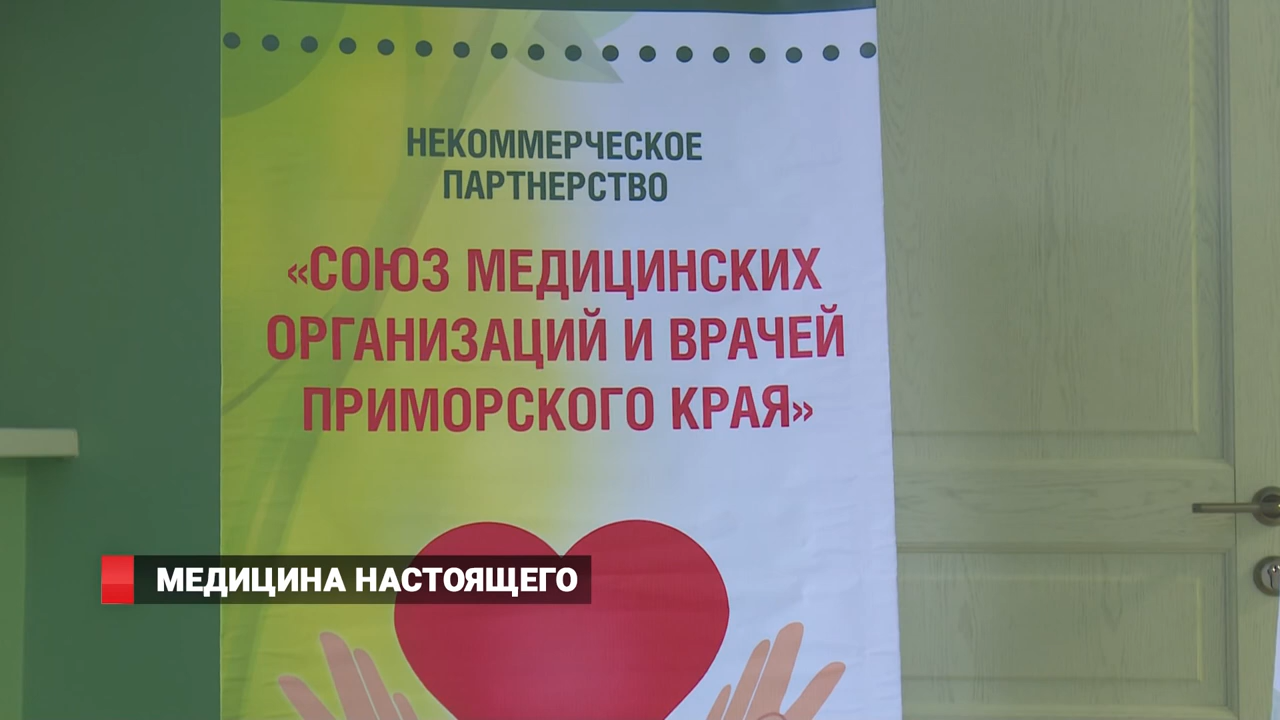 НЕКОММЕРЧЕСКОЕ
ПАРТНЕРСТВО
«СОЮЗ МЕДИЦИНСКИХ
ОРГАНИЗАЦИЙ И ВРАЧЕЙ
ПРИМОРСКОГО КРАЯ»
МЕДИЦИНА НАСТОЯЩЕГО